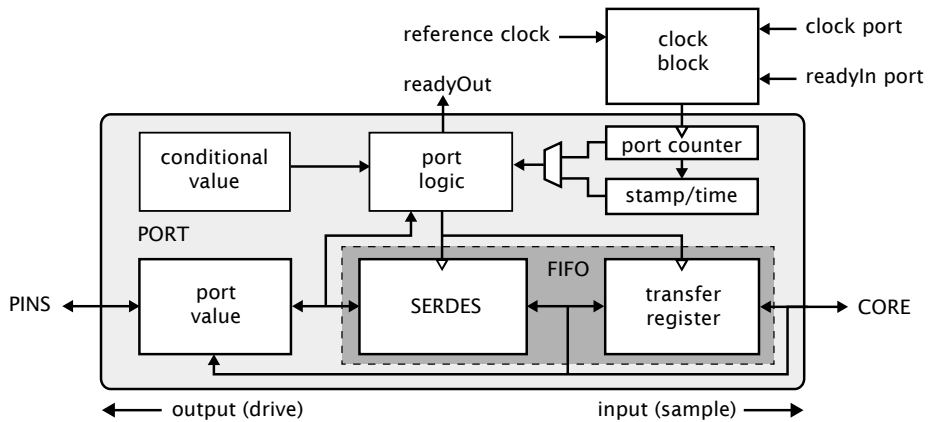 reference clock
clock
block
clock port
readyIn port
readyOut
conditional
value
port
logic
port counter
stamp/time
PORT
FIFO
PINS
port
value
SERDES
transfer
register
CORE
output (drive)
input (sample)